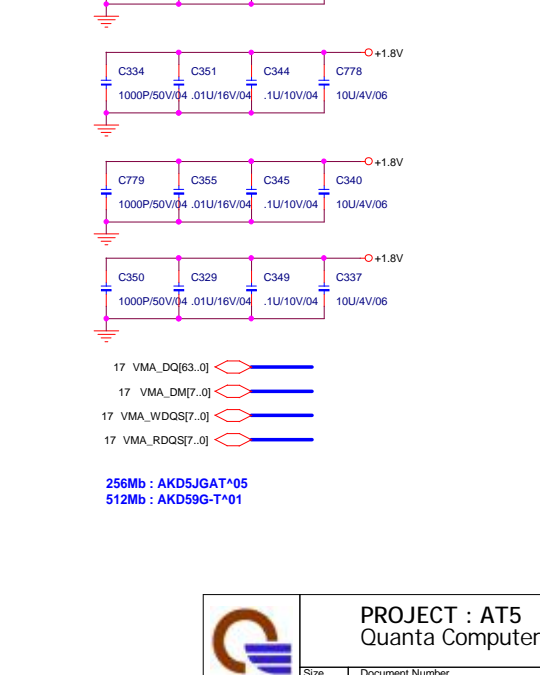 +1.8V
C334 C351 C344 C778
1000P/50V/04 .01U/16V/04 .1U/10V/04 10U/4V/06
+1.8V
C779 C355 C345 C340
1000P/50V/04 .01U/16V/04 .1U/10V/04 10U/4V/06
+1.8V
C350 C329 C349 C337
1000P/50V/04 .01U/16V/04 .1U/10V/04 10U/4V/06
17 VMA_DQ[63..0]
17 VMA_DM[7..0]
17 VMA_WDQS[7..0]
17 VMA_RDQS[7..0]
256Mb : AKD5JGAT^05
512Mb : AKD59G-T^01
PROJECT : AT5
Quanta Computer
Size Document Number